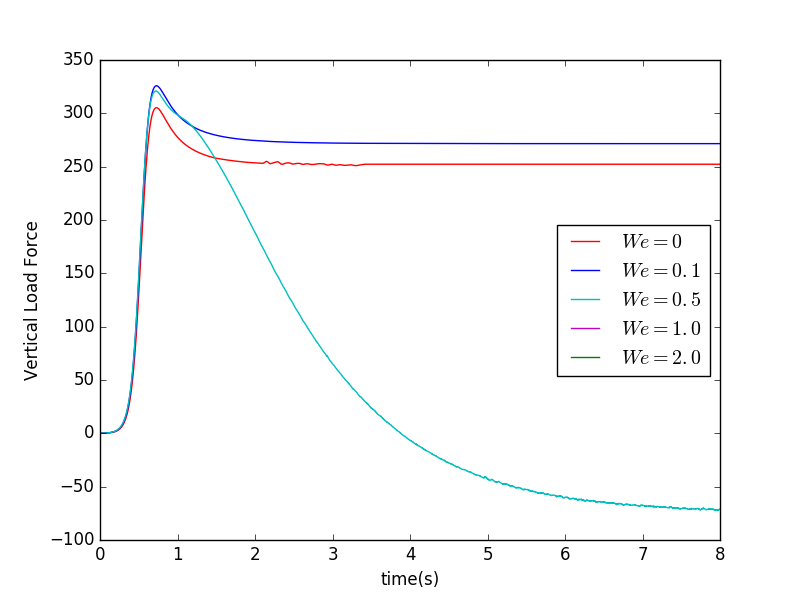 350
300
250
200
150
100
50
0
−50
−100
0 1 2 3 4 5 6 7 8
Vertical Load Force
time(s)
We = 0
We = 0.1
We = 0.5
We = 1.0
We = 2.0